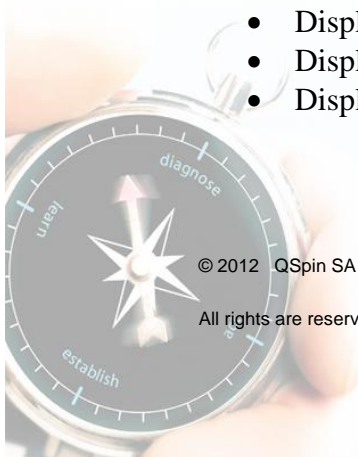 • Displ
• Displ
• Displ
diagnose
learn
© 2012 QSpin SA
All rights are reserv
establish